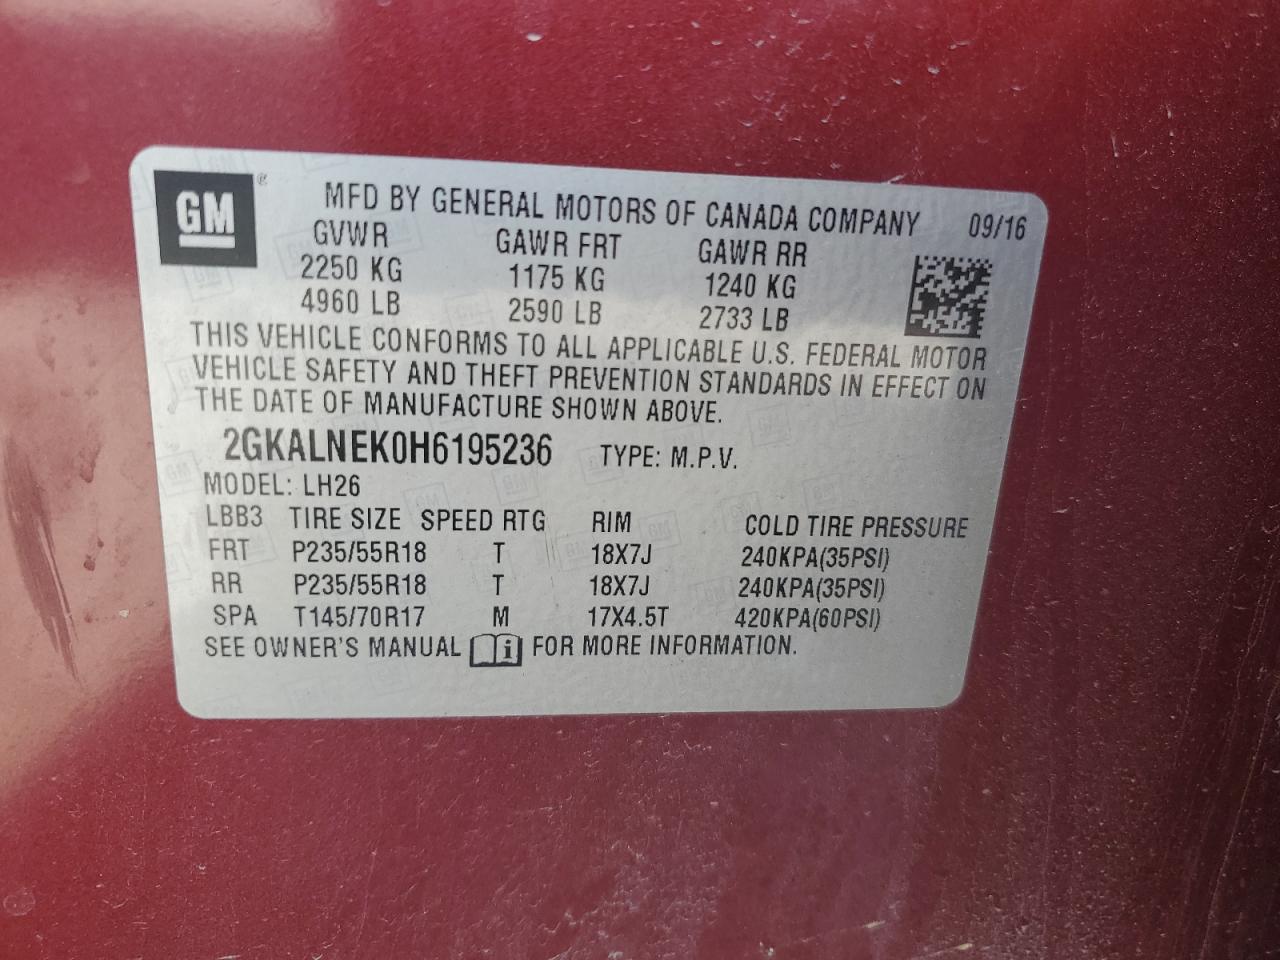 GM ®
MFD BY GENERAL MOTORS OF CANADA COMPANY 09/16
GVWR GAWR FRT GAWR RR
2250 KG 1175 KG 1240 KG
4960 LB 2590 LB 2733 LB
THIS VEHICLE CONFORMS TO ALL APPLICABLE U.S. FEDERAL MOTOR
VEHICLE SAFETY AND THEFT PREVENTION STANDARDS IN EFFECT ON
THE DATE OF MANUFACTURE SHOWN ABOVE.
2GKALNEK0H6195236 TYPE: M.P.V.
MODEL: LH26
LBB3 TIRE SIZE SPEED RTG RIM COLD TIRE PRESSURE
FRT P235/55R18 T 18X7J 240KPA(35PSI)
RR P235/55R18 T 18X7J 240KPA(35PSI)
SPA T145/70R17 M 17X4.5T 420KPA(60PSI)
SEE OWNER'S MANUAL i FOR MORE INFORMATION.